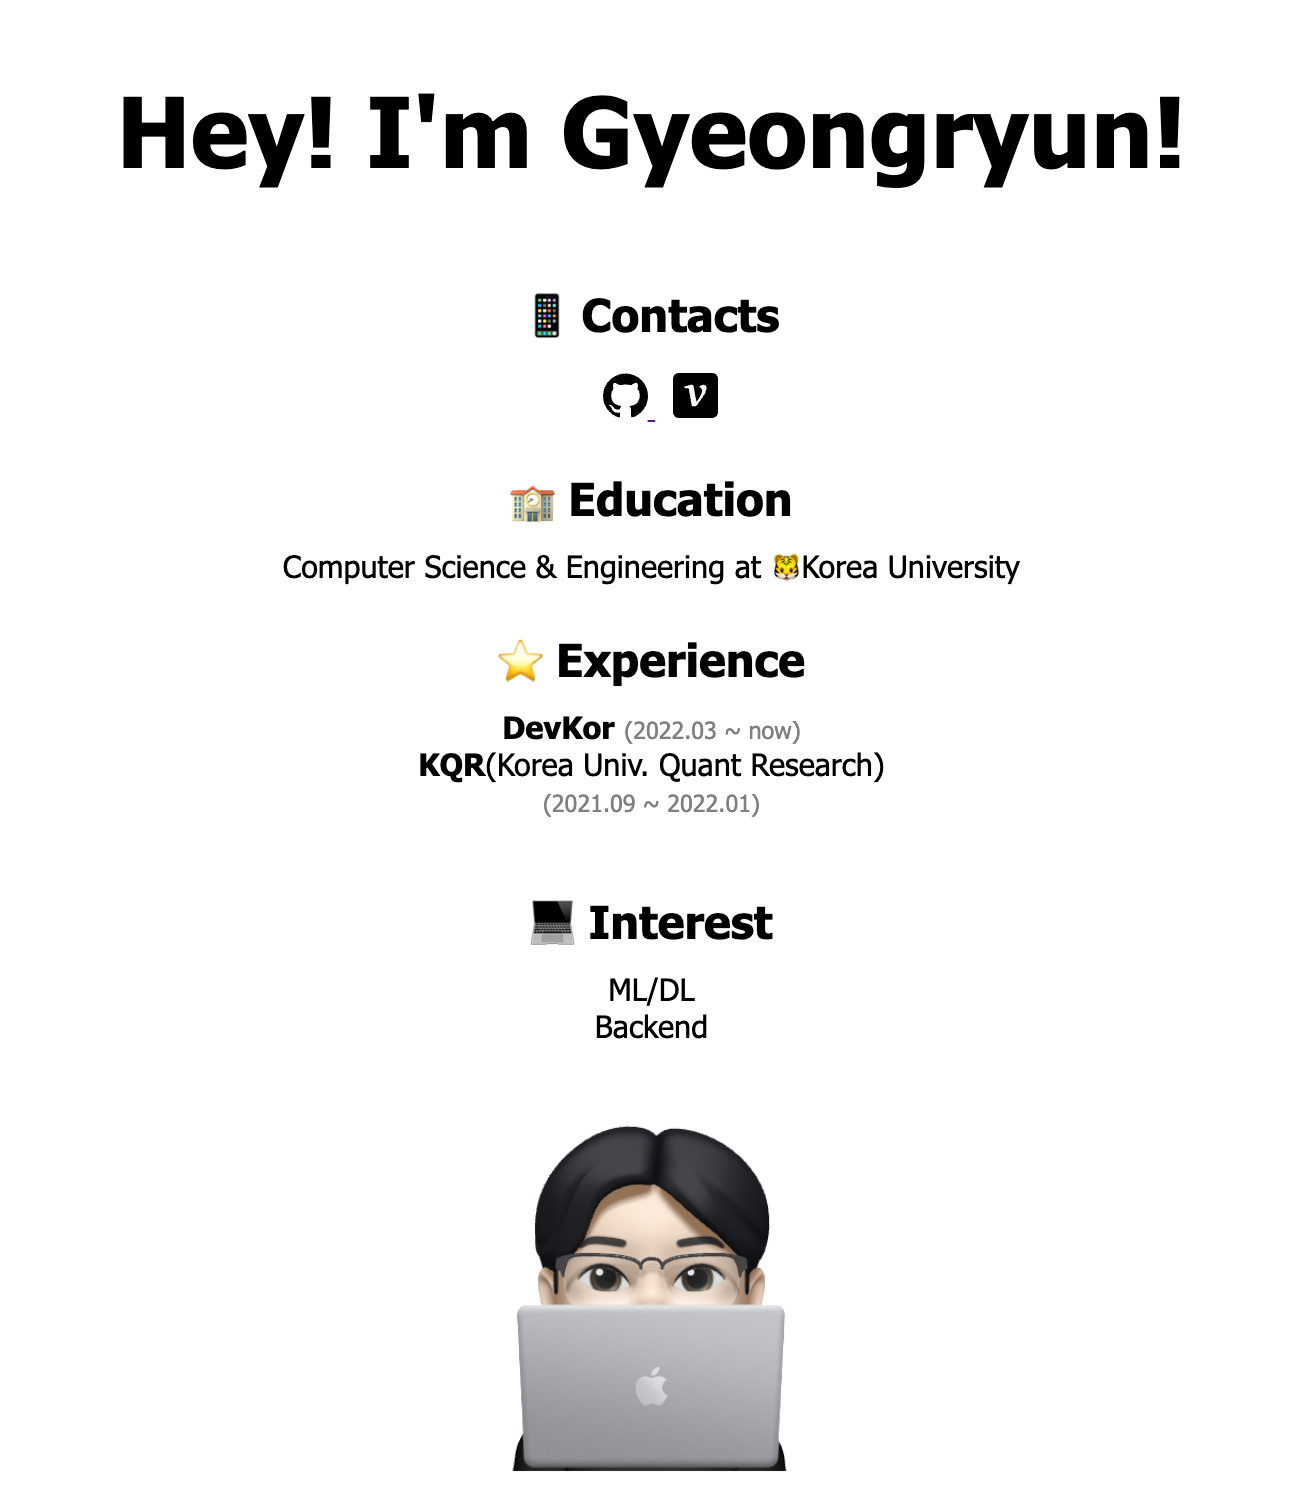 Hey! I'm Gyeongryun!
📱 Contacts
v
🏫 Education
Computer Science & Engineering at 🐯Korea University
⭐ Experience
DevKor (2022.03 ~ now)
KQR(Korea Univ. Quant Research)
(2021.09 ~ 2022.01)
💻 Interest
ML/DL
Backend